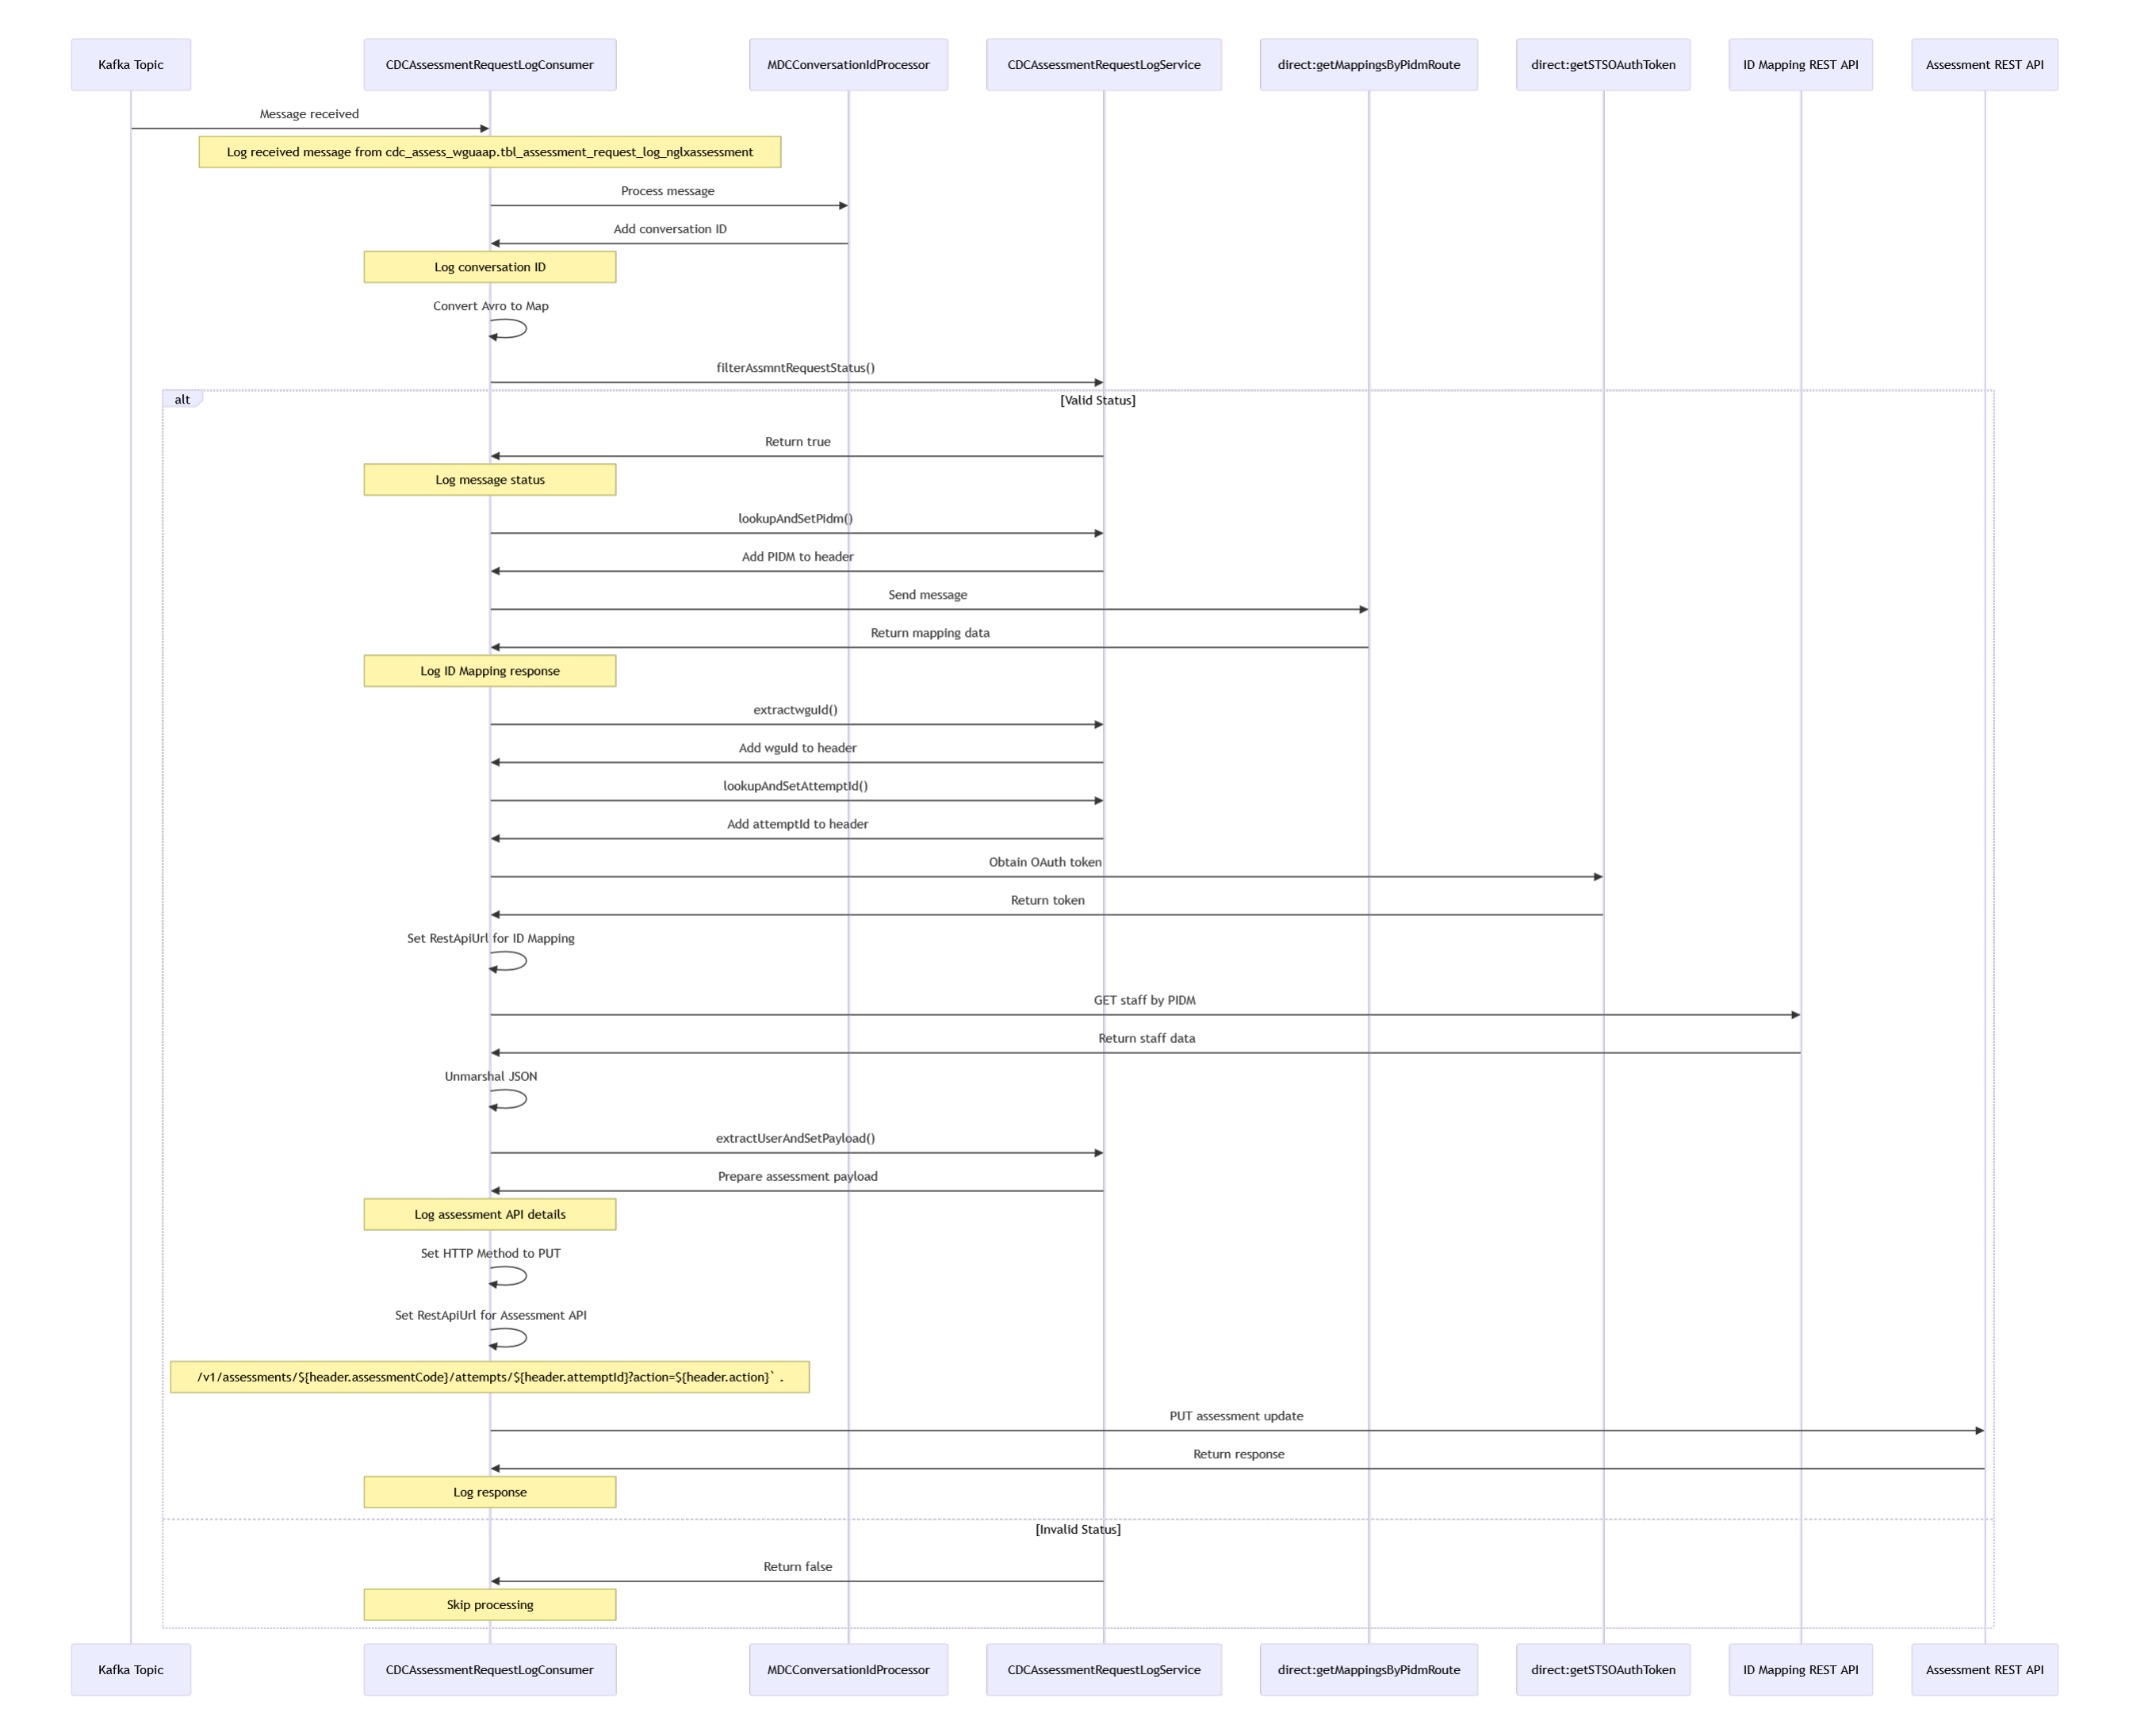 Kafka Topic
CDCAssessmentRequestLogConsumer
MDCConversationIdProcessor
CDCAssessmentRequestLogService
direct:getMappingsByPidmRoute
direct:getSTSOAuthToken
ID Mapping REST API
Assessment REST API
Message received
Log received message from cdc_assess_wguaap.tbl_assessment_request_log_nglxassessment
Process message
Add conversation ID
Log conversation ID
Convert Avro to Map
filterAssmntRequestStatus()
alt
[Valid Status]
Return true
Log message status
lookupAndSetPidm()
Add PIDM to header
Send message
Return mapping data
Log ID Mapping response
extractwguId()
Add wguId to header
lookupAndSetAttemptId()
Add attemptId to header
Obtain OAuth token
Return token
Set RestApiUrl for ID Mapping
GET staff by PIDM
Return staff data
Unmarshal JSON
extractUserAndSetPayload()
Prepare assessment payload
Log assessment API details
Set HTTP Method to PUT
Set RestApiUrl for Assessment API
/v1/assessments/${header.assessmentCode}/attempts/${header.attemptId}?action=${header.action}` .
PUT assessment update
Return response
Log response
[Invalid Status]
Return false
Skip processing
Kafka Topic
CDCAssessmentRequestLogConsumer
MDCConversationIdProcessor
CDCAssessmentRequestLogService
direct:getMappingsByPidmRoute
direct:getSTSOAuthToken
ID Mapping REST API
Assessment REST API